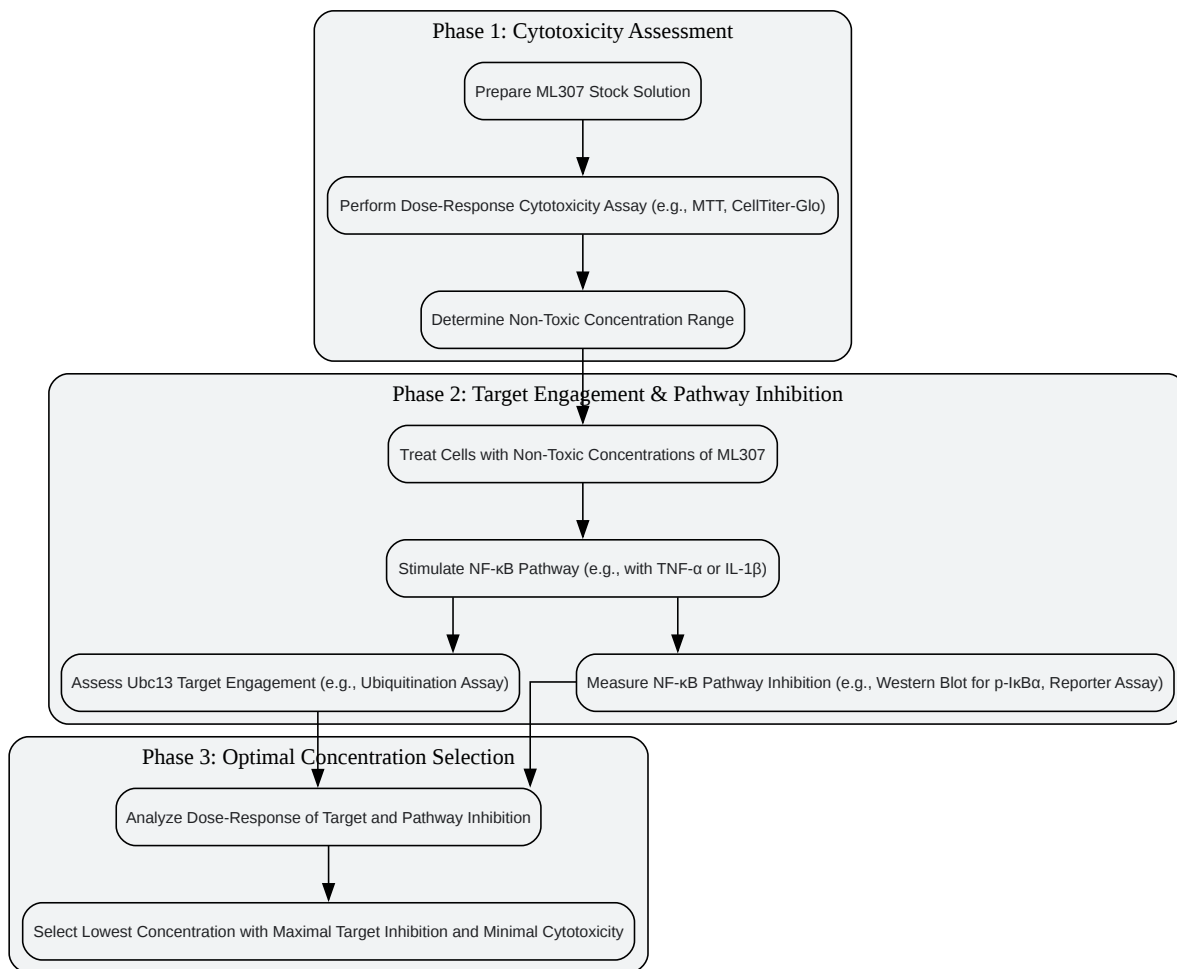 Phase 1: Cytotoxicity Assessment
Prepare ML307 Stock Solution
Perform Dose-Response Cytotoxicity Assay (e.g., MTT, CellTiter-Glo)
Determine Non-Toxic Concentration Range
Phase 2: Target Engagement & Pathway Inhibition
Treat Cells with Non-Toxic Concentrations of ML307
Stimulate NF-κB Pathway (e.g., with TNF-α or IL-1β)
Assess Ubc13 Target Engagement (e.g., Ubiquitination Assay)
Measure NF-κB Pathway Inhibition (e.g., Western Blot for p-IκBα, Reporter Assay)
Phase 3: Optimal Concentration Selection
Analyze Dose-Response of Target and Pathway Inhibition
Select Lowest Concentration with Maximal Target Inhibition and Minimal Cytotoxicity